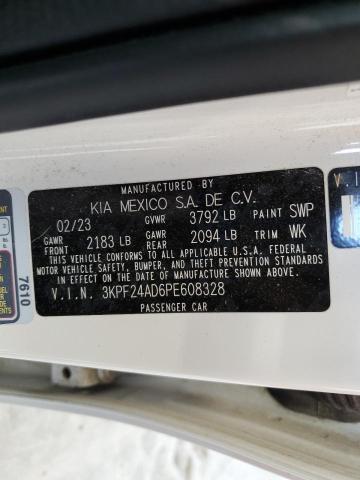 MANUFACTURED BY
KIA MEXICO S.A. DE C.V.
02/23 GVWR 3792 LB PAINT SWP
GAWR FRONT 2183 LB GAWR REAR 2094 LB TRIM WK
THIS VEHICLE CONFORMS TO ALL APPLICABLE U.S.A. FEDERAL
MOTOR VEHICLE SAFETY, BUMPER, AND THEFT PREVENTION STANDARDS
IN EFFECT ON THE DATE OF MANUFACTURE SHOWN ABOVE.
V.I.N. 3KPF24AD6PE608328
PASSENGER CAR
7610